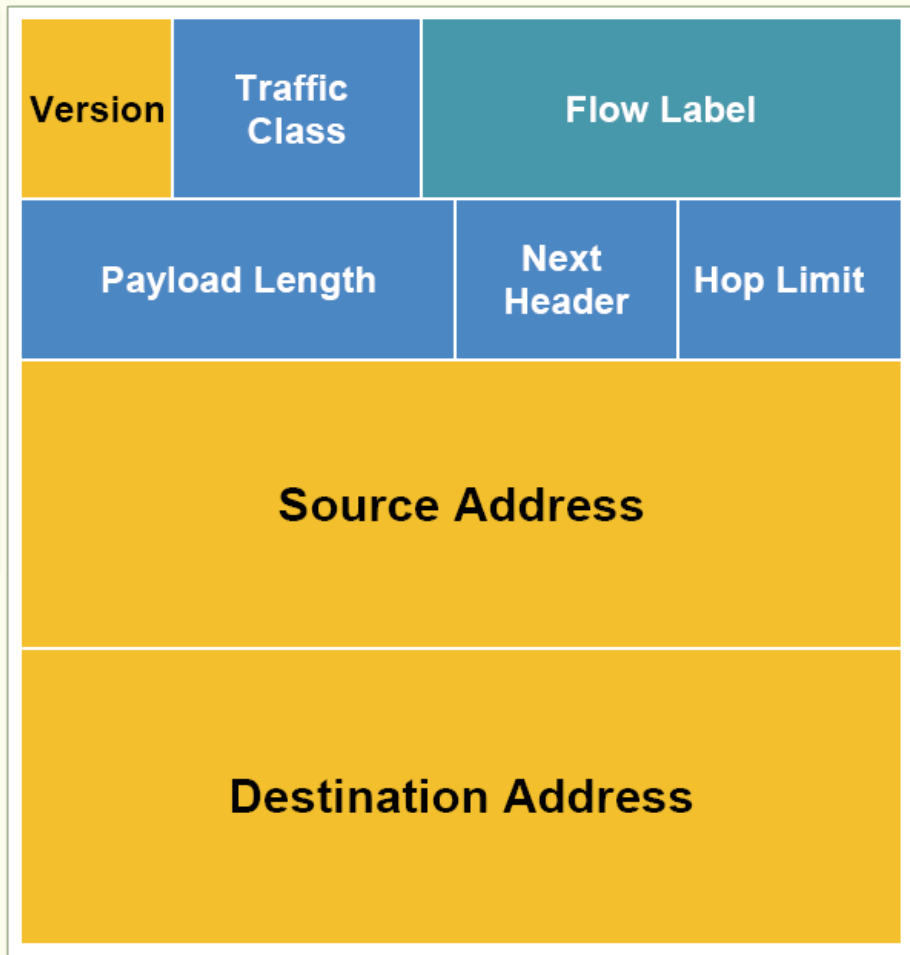 Version
Traffic
Class
Flow Label
Payload Length
Next
Header
Hop Limit
Source Address
Destination Address